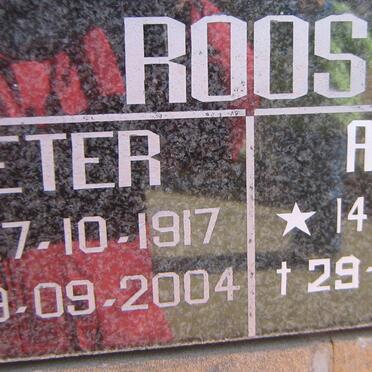 ROOS
ETER
7-10-1917
9-09-2004
A
★ 14
† 29-